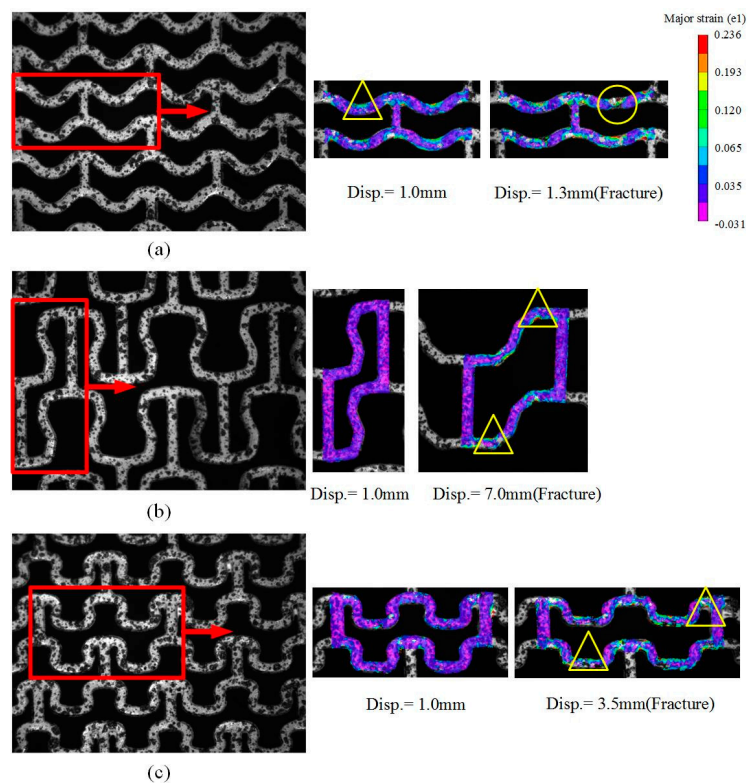 Major strain (e1)
0.236
0.193
0.120
0.065
0.035
-0.031
Disp.= 1.0mm
Disp.= 1.3mm(Fracture)
(a)
Disp.= 1.0mm
Disp.= 7.0mm(Fracture)
(b)
Disp.= 1.0mm
Disp.= 3.5mm(Fracture)
(c)